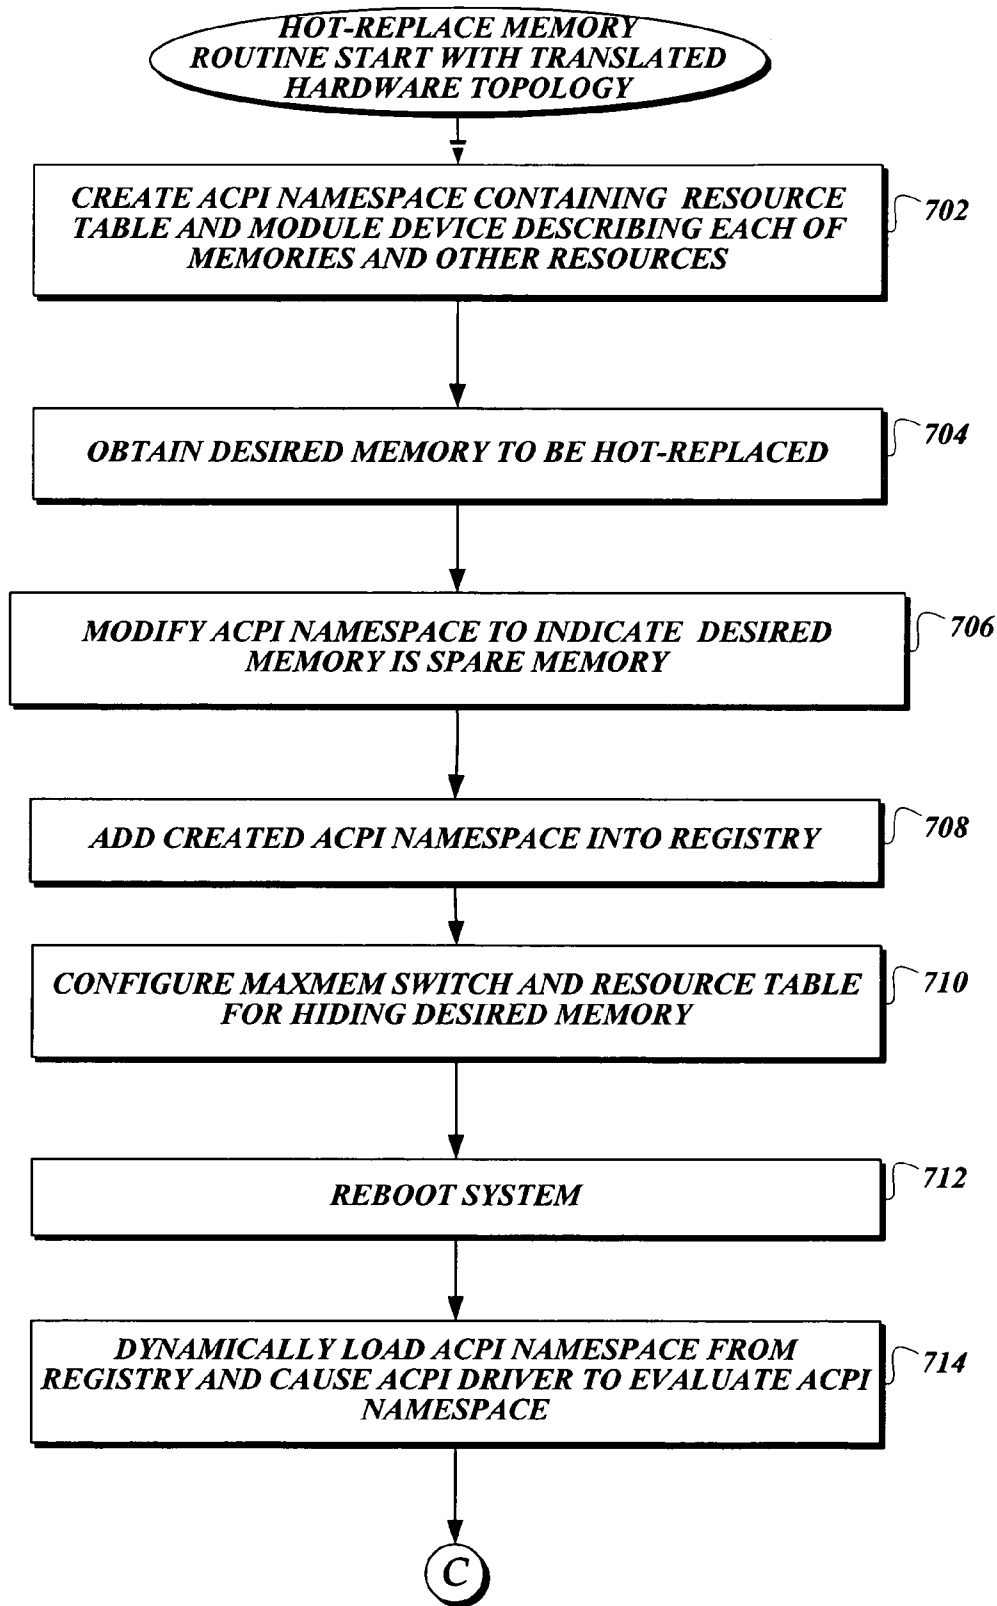 HOT-REPLACE MEMORY
ROUTINE START WITH TRANSLATED
HARDWARE TOPOLOGY
CREATE ACPI NAMESPACE CONTAINING RESOURCE
TABLE AND MODULE DEVICE DESCRIBING EACH OF
MEMORIES AND OTHER RESOURCES
702
OBTAIN DESIRED MEMORY TO BE HOT-REPLACED
704
MODIFY ACPI NAMESPACE TO INDICATE DESIRED
MEMORY IS SPARE MEMORY
706
ADD CREATED ACPI NAMESPACE INTO REGISTRY
708
CONFIGURE MAXMEM SWITCH AND RESOURCE TABLE
FOR HIDING DESIRED MEMORY
710
REBOOT SYSTEM
712
DYNAMICALLY LOAD ACPI NAMESPACE FROM
REGISTRY AND CAUSE ACPI DRIVER TO EVALUATE ACPI
NAMESPACE
714
C